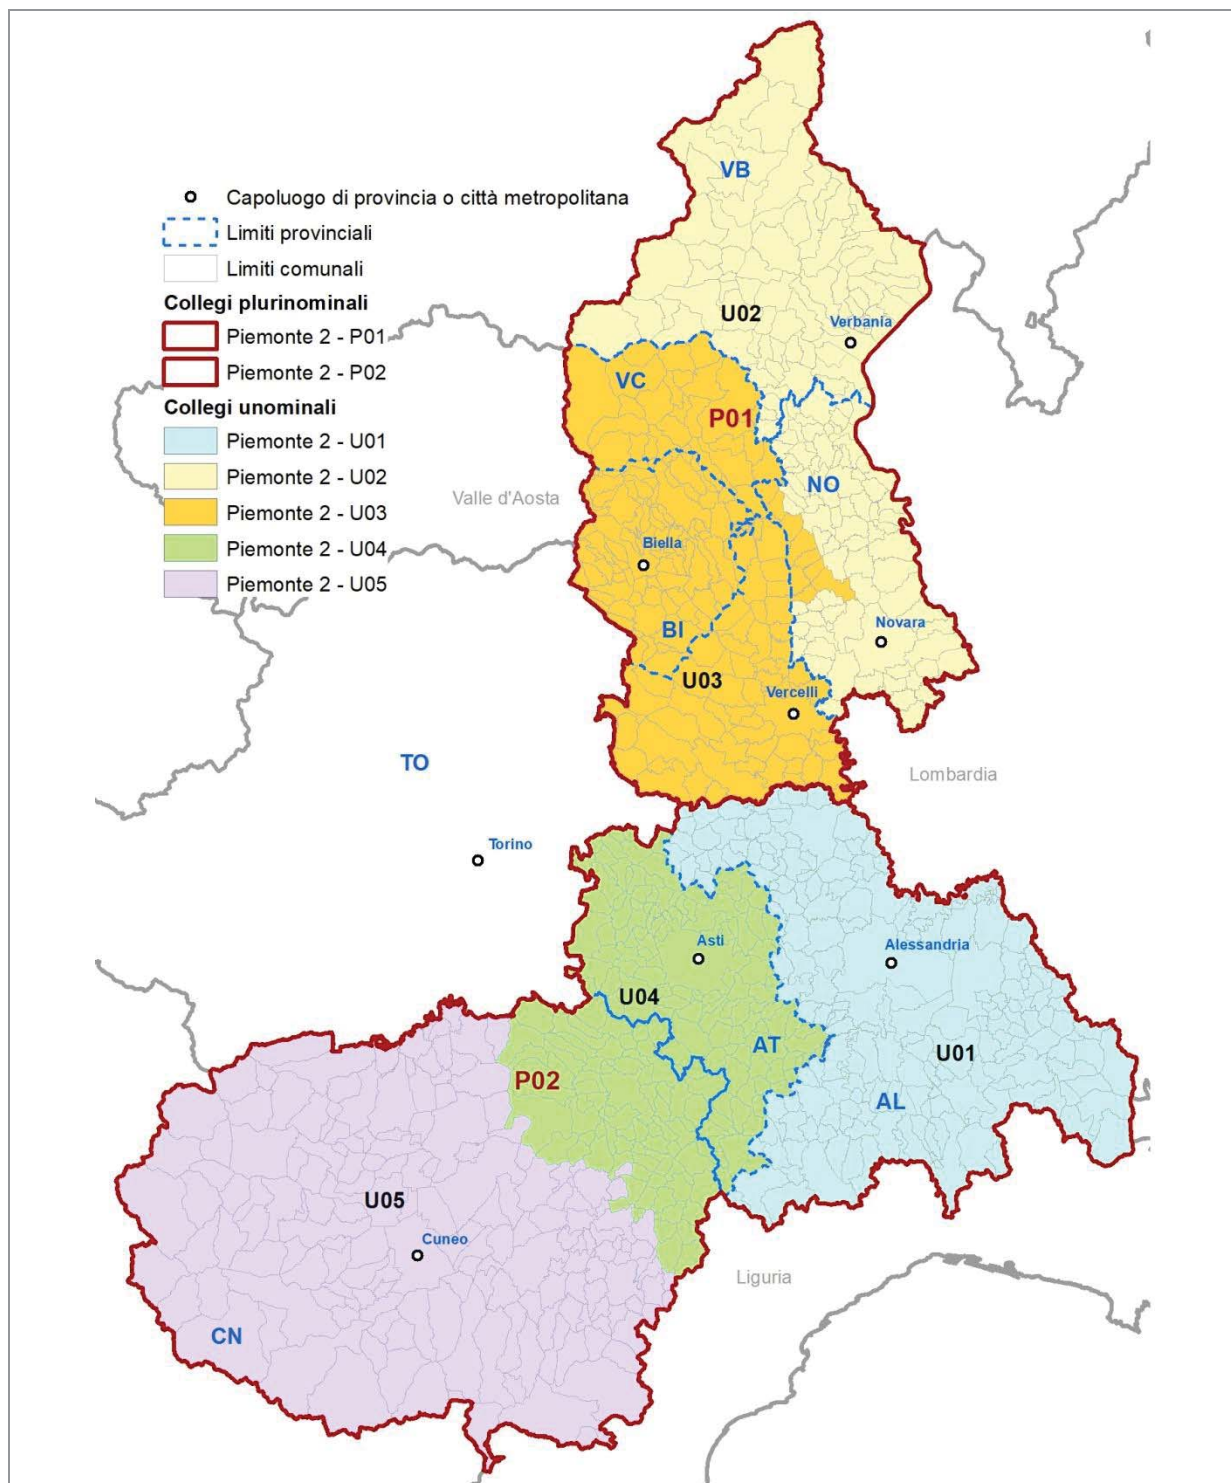 VB
Capoluogo di provincia o città metropolitana
Limiti provinciali
Limiti comunali
Collegi plurinominali
Piemonte 2 - P01
Piemonte 2 - P02
Collegi unominali
Piemonte 2 - U01
Piemonte 2 - U02
Piemonte 2 - U03
Piemonte 2 - U04
Piemonte 2 - U05
U02
Verbania
VC
P01
Valle d'Aosta
NO
Biella
BI
Novara
U03
Vercelli
TO
Lombardia
Torino
Asti
Alessandria
U04
AT
U01
P02
AL
U05
Cuneo
Liguria
CN